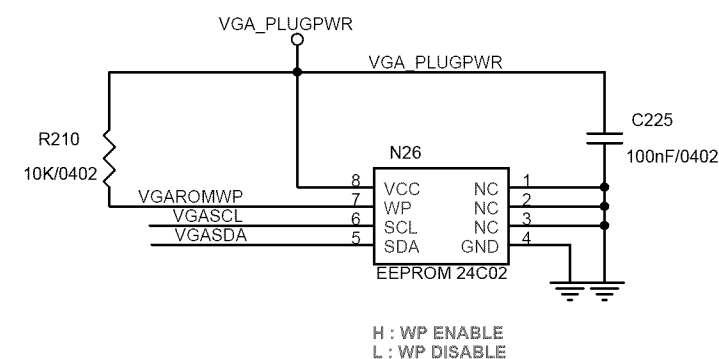 VGA_PLUGPWR
VGA_PLUGPWR
R210
10K/0402
C225
100nF/0402
N26
VGAROMWP
VGASCL
VGASDA
8 VCC NC 1
7 WP NC 2
6 SCL NC 3
5 SDA GND 4
EEPROM 24C02
H : WP ENABLE
L : WP DISABLE